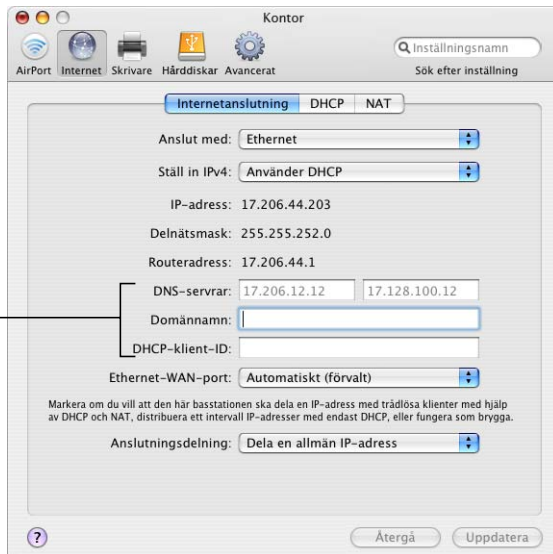 Kontor
Inställningsnamn
AirPort Internet Skrivare Hårddiskar Avancerat
Sök efter inställning
Internetanslutning DHCP NAT
Anslut med: Ethernet
Ställ in IPv4: Använder DHCP
IP-adress: 17.206.44.203
Delnätsmask: 255.255.252.0
Routeradress: 17.206.44.1
DNS-servrar: 17.206.12.12 17.128.100.12
Domännamn:
DHCP-klient-ID:
Ethernet-WAN-port: Automatiskt (förvalt)
Markera om du vill att den här basstationen ska dela en IP-adress med trådlösa klienter med hjälp
av DHCP och NAT, distribuera ett intervall IP-adresser med endast DHCP, eller fungera som brygga.
Anslutningsdelning: Dela en allmän IP-adress
? Återgå Uppdatera